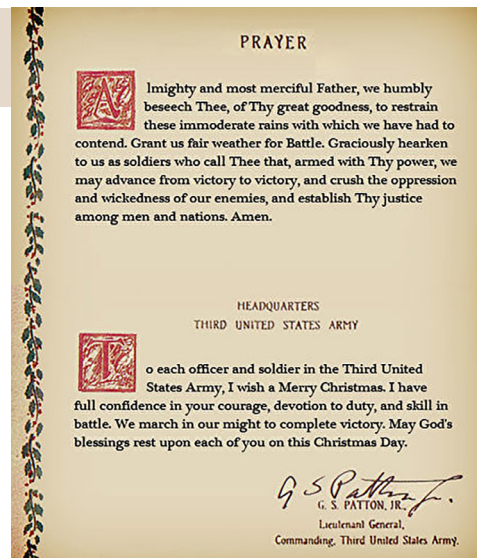 PRAYER
Almighty and most merciful Father, we humbly
beseech Thee, of Thy great goodness, to restrain
these immoderate rains with which we have had to
contend. Grant us fair weather for Battle. Graciously hearken
to us as soldiers who call Thee that, armed with Thy power, we
may advance from victory to victory, and crush the oppression
and wickedness of our enemies, and establish Thy justice
among men and nations. Amen.
HEADQUARTERS
THIRD UNITED STATES ARMY
To each officer and soldier in the Third United
States Army, I wish a Merry Christmas. I have
full confidence in your courage, devotion to duty, and skill in
battle. We march in our might to complete victory. May God's
blessings rest upon each of you on this Christmas Day.
G S Patton Jr.
G. S. PATTON, JR.
Lieutenant General,
Commanding, Third United States Army.